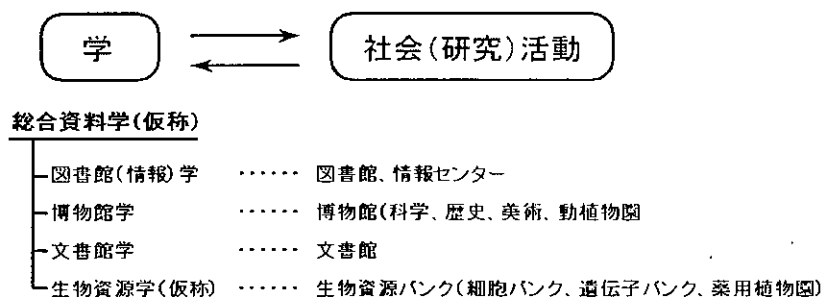 学 社会(研究)活動
総合資料学(仮称)
図書館(情報)学 …… 図書館、情報センター
博物館学 …… 博物館(科学、歴史、美術、動植物園
文書館学 …… 文書館
生物資源学(仮称) …… 生物資源バンク(細胞バンク、遺伝子バンク、薬用植物園)